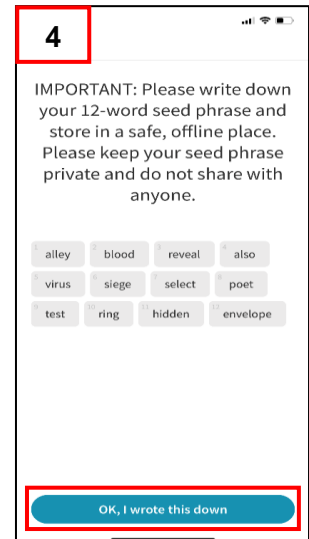 4
IMPORTANT: Please write down
your 12-word seed phrase and
store in a safe, offline place.
Please keep your seed phrase
private and do not share with
anyone.
1 alley 2 blood 3 reveal 4 also
5 virus 6 siege 7 select 8 poet
9 test 10 ring 11 hidden 12 envelope
OK, I wrote this down